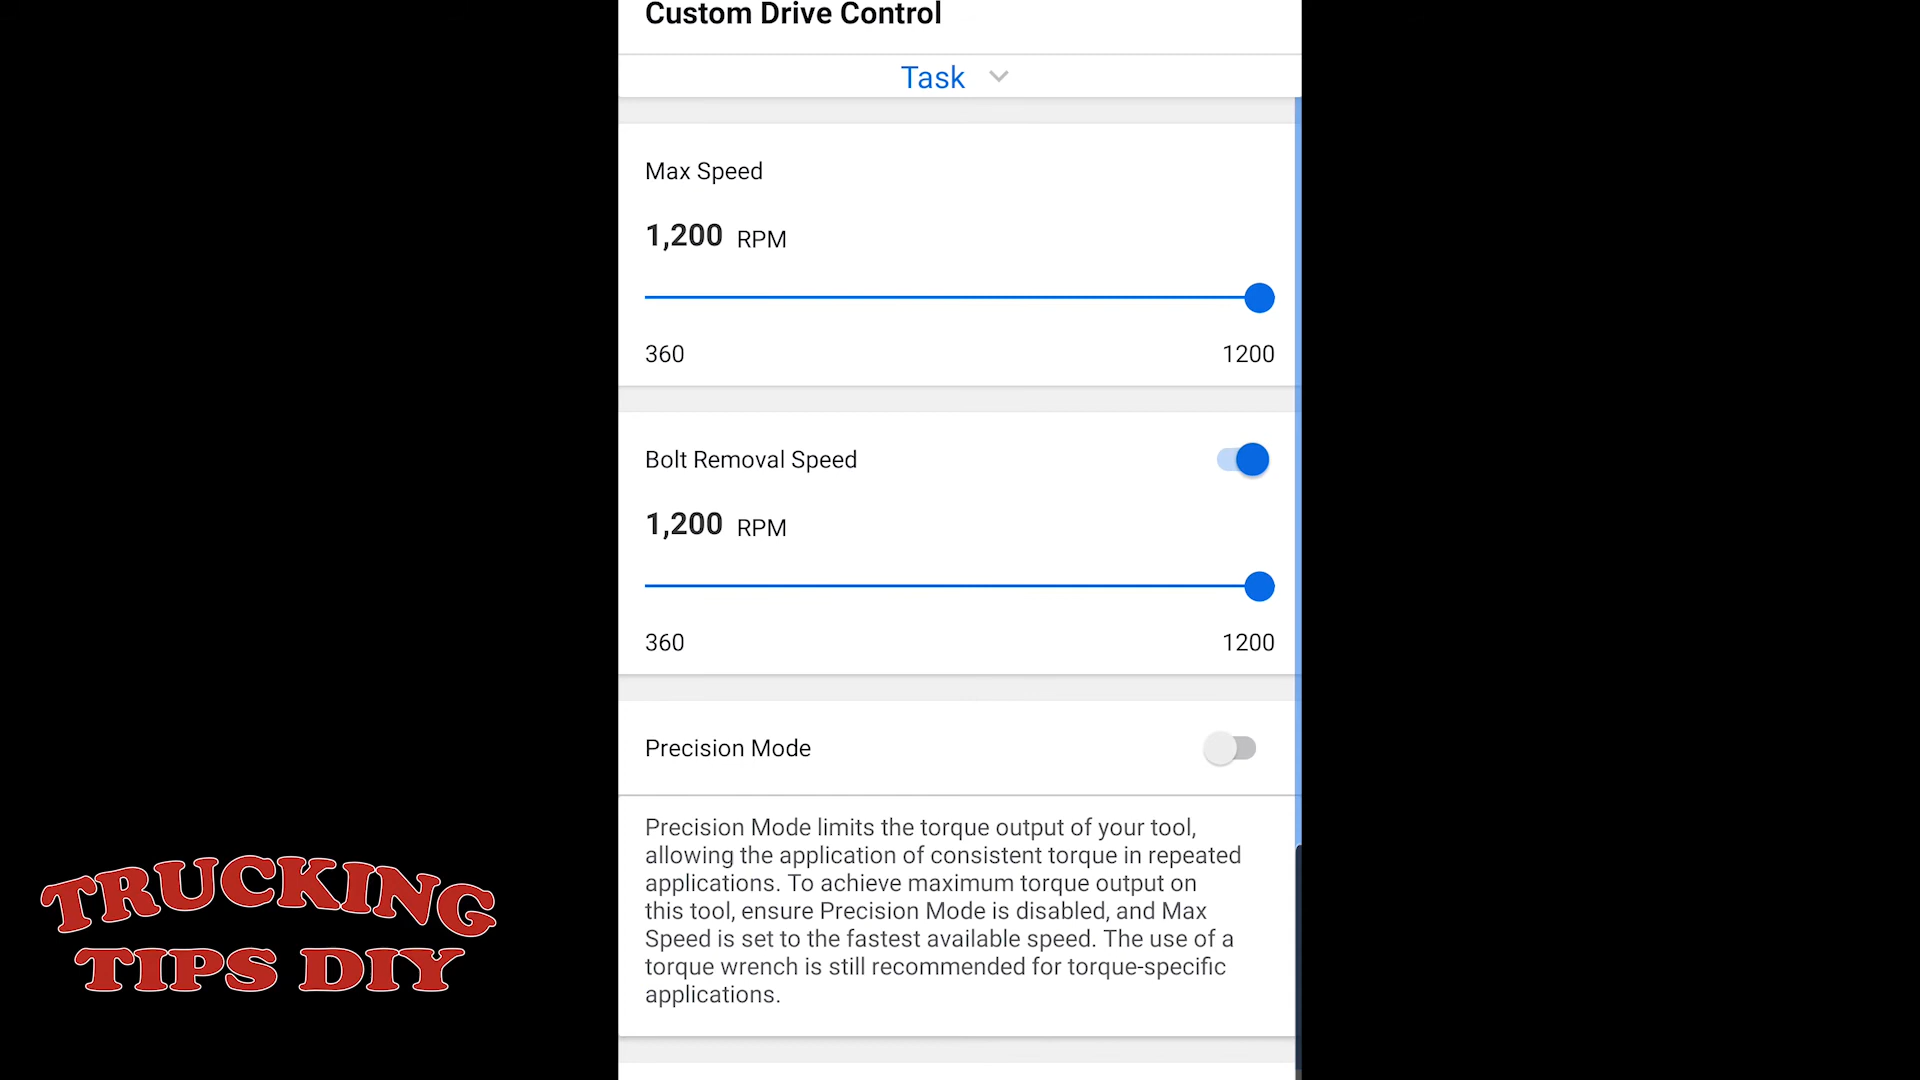 Custom Drive Control
Task
Max Speed
1,200 RPM
360 1200
Bolt Removal Speed
1,200 RPM
360 1200
Precision Mode
Precision Mode limits the torque output of your tool,
allowing the application of consistent torque in repeated
applications. To achieve maximum torque output on
this tool, ensure Precision Mode is disabled, and Max
Speed is set to the fastest available speed. The use of a
torque wrench is still recommended for torque-specific
applications.
TRUCKING
TIPS DIY